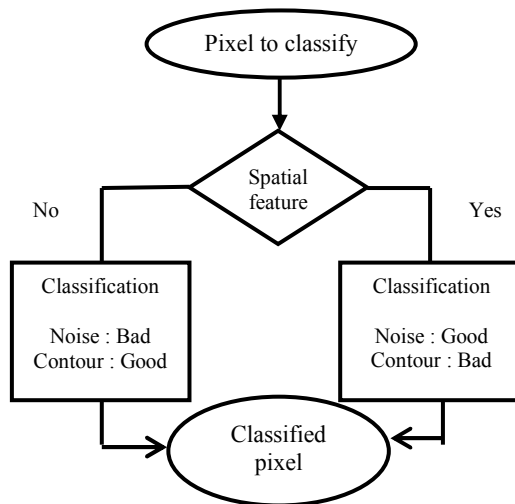 Pixel to classify
Spatial
feature
No
Yes
Classification
Noise : Bad
Contour : Good
Classification
Noise : Good
Contour : Bad
Classified
pixel